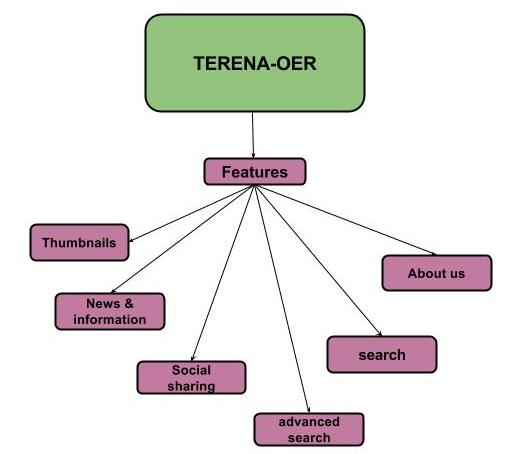 TERENA-OER
Features
Thumbnails
News &
information
Social
sharing
advanced
search
search
About us